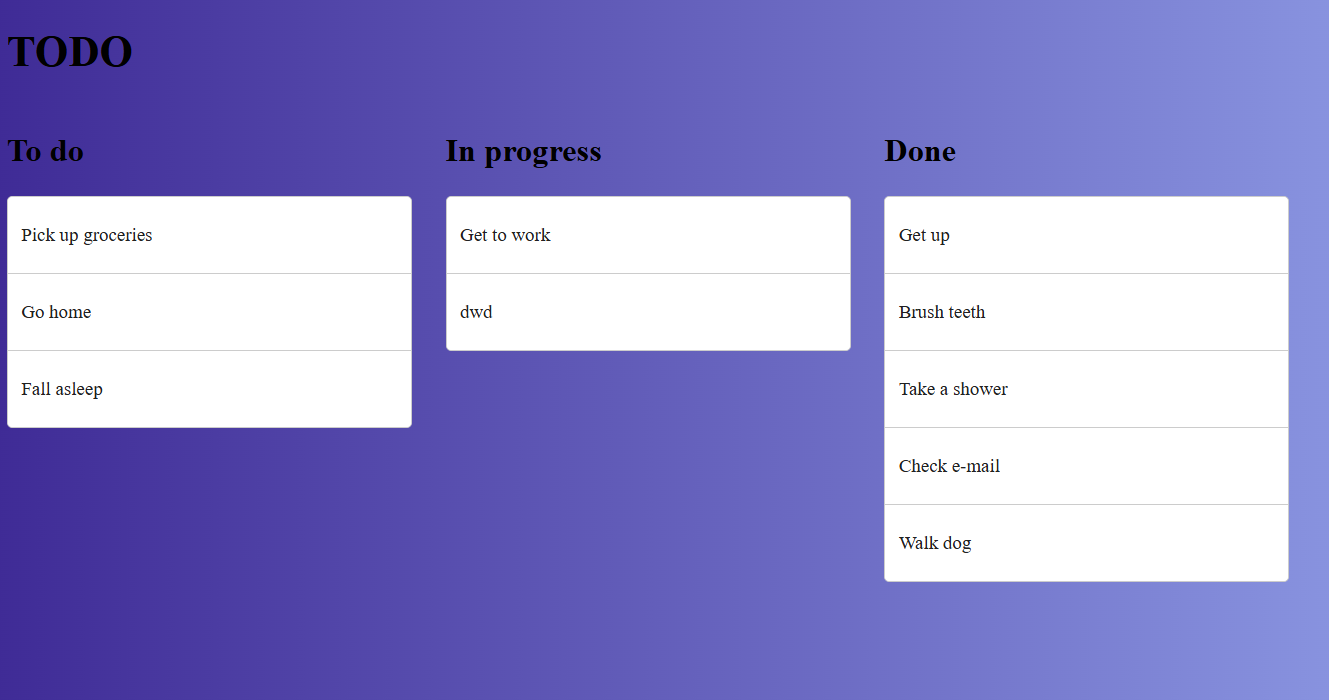 TODO
To do
Pick up groceries
Go home
Fall asleep
In progress
Get to work
dwd
Done
Get up
Brush teeth
Take a shower
Check e-mail
Walk dog